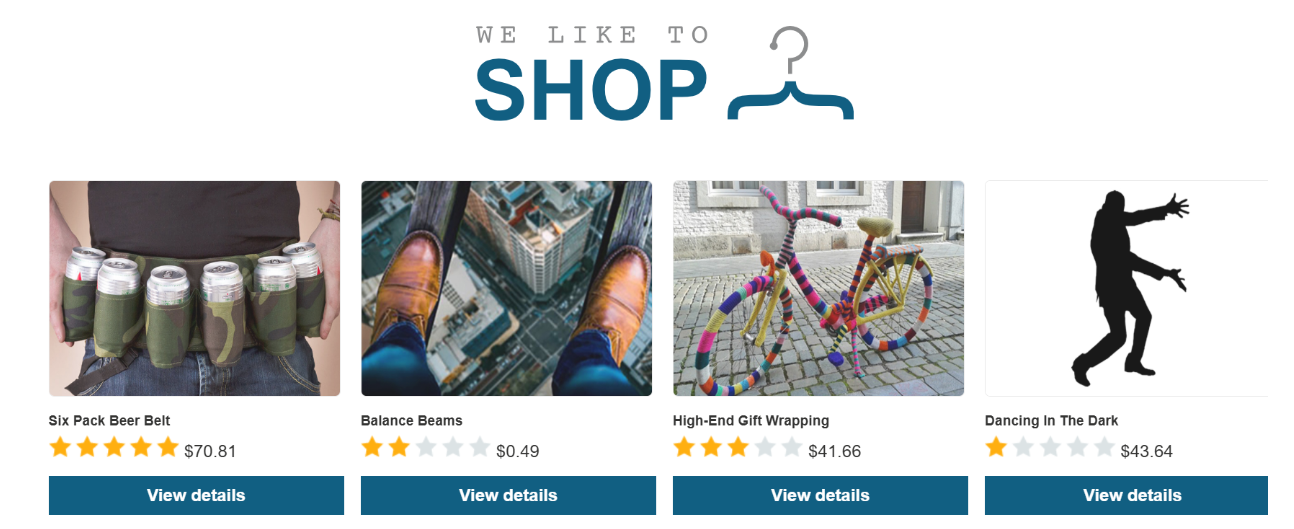 WE LIKE TO
SHOP
Six Pack Beer Belt
$70.81
View details
Balance Beams
$0.49
View details
High-End Gift Wrapping
$41.66
View details
Dancing In The Dark
$43.64
View details